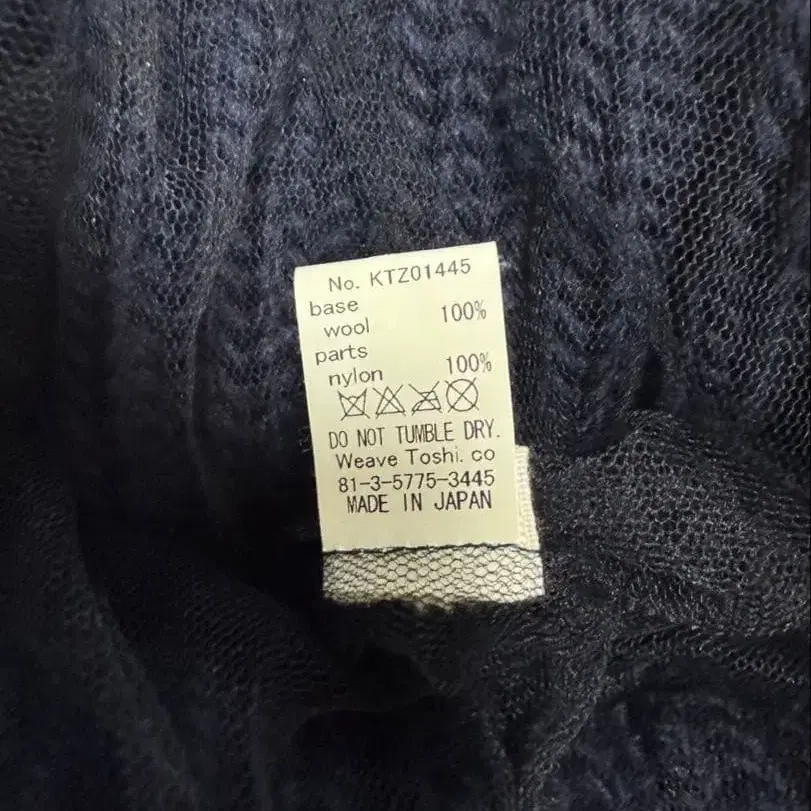 No. KTZ01445
base
wool 100%
parts
nylon 100%
DO NOT TUMBLE DRY.
Weave Toshi. co
81-3-5775-3445
MADE IN JAPAN